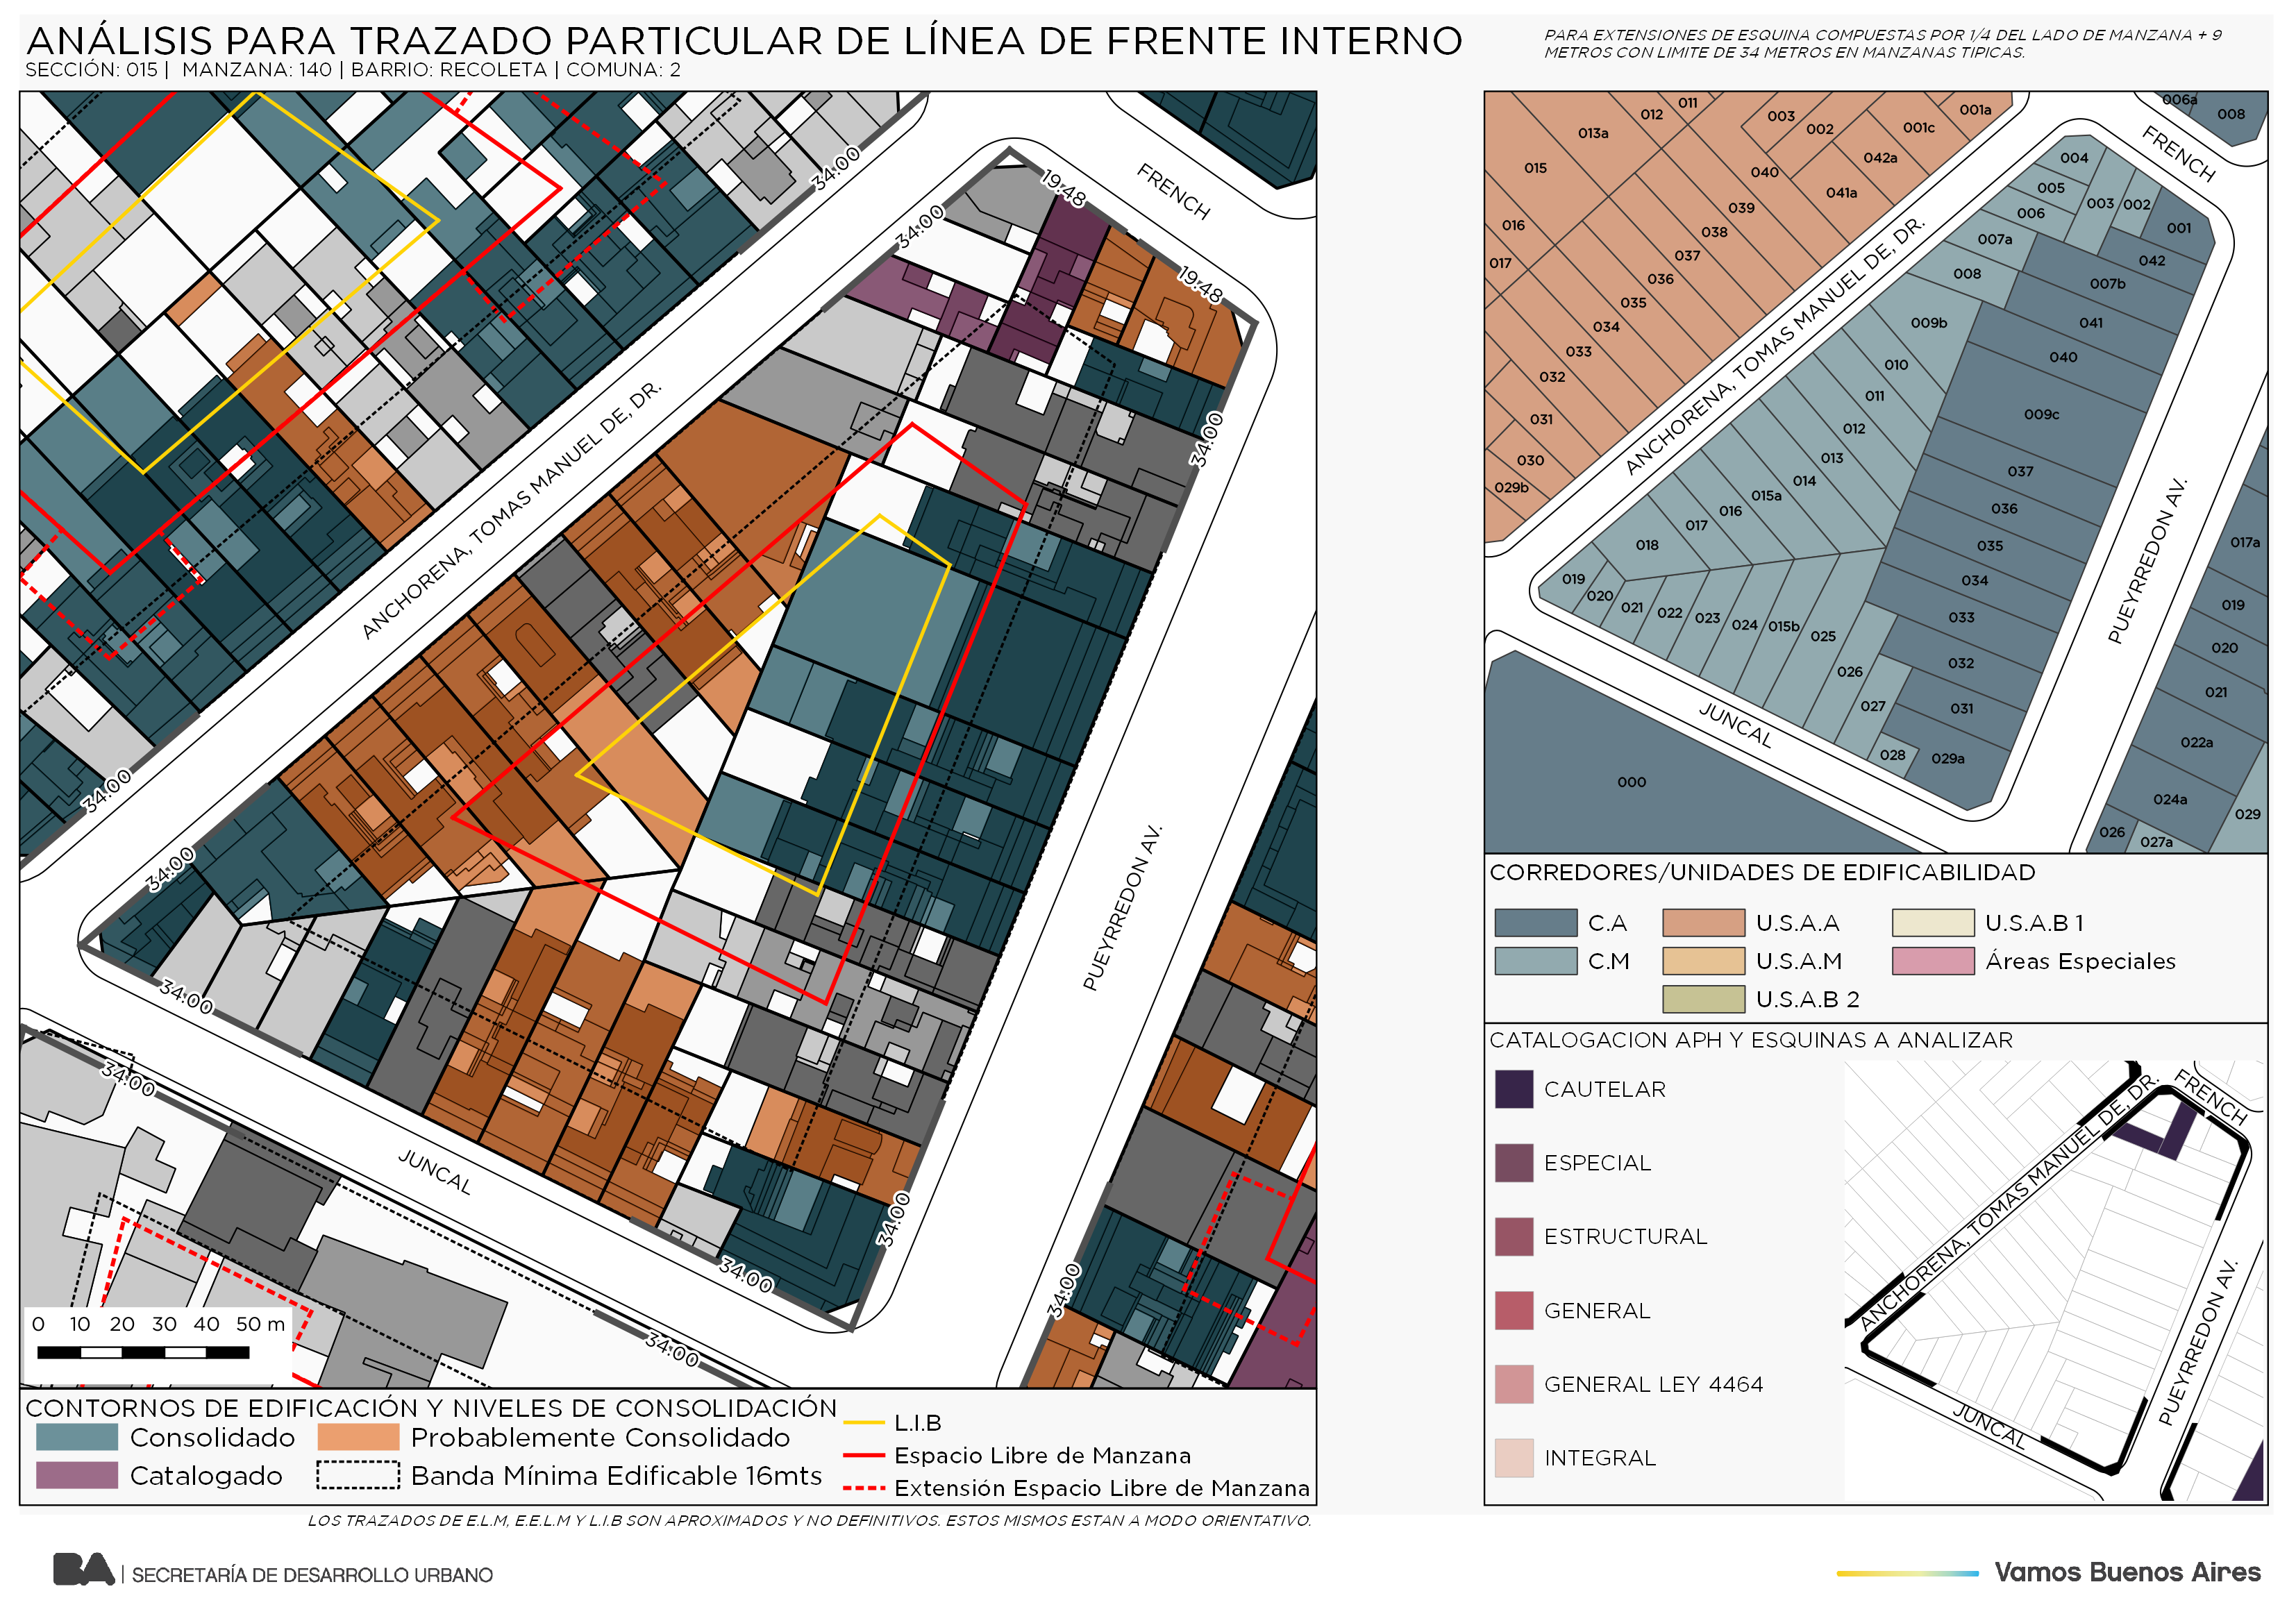 ANÁLISIS PARA TRAZADO PARTICULAR DE LÍNEA DE FRENTE INTERNO
SECCIÓN: 015 | MANZANA: 140 | BARRIO: RECOLETA | COMUNA: 2
PARA EXTENSIONES DE ESQUINA COMPUESTAS POR 1/4 DEL LADO DE MANZANA + 9
METROS CON LIMITE DE 34 METROS EN MANZANAS TIPICAS.
34:00
19:48
FRENCH
34:00
19:48
ANCHORENA, TOMAS MANUEL DE, DR.
34:00
34:00
34:00
PUEYRREDON AV.
34:00
34:00
JUNCAL
34:00
34:00
34:00
34:00
0 10 20 30 40 50 m
CONTORNOS DE EDIFICACIÓN Y NIVELES DE CONSOLIDACIÓN
Consolidado
Probablemente Consolidado
Catalogado
Banda Mínima Edificable 16mts
L.I.B
Espacio Libre de Manzana
Extensión Espacio Libre de Manzana
LOS TRAZADOS DE E.L.M, E.E.L.M Y L.I.B SON APROXIMADOS Y NO DEFINITIVOS. ESTOS MISMOS ESTAN A MODO ORIENTATIVO.
006a
008
011
012
013a
003
002
001c
001a
015
040
042a
041a
016
039
038
017
037
036
035
034
033
032
031
030
029b
FRENCH
004
005
003
002
006
001
007a
042
008
007b
009b
041
040
010
011
009c
012
013
037
014
015a
036
016
017
035
018
034
019
020
021
022
023
024
015b
025
033
026
032
027
031
028
029a
ANCHORENA, TOMAS MANUEL DE, DR.
PUEYRREDON AV.
JUNCAL
000
017a
019
020
021
022a
024a
026
027a
029
CORREDORES/UNIDADES DE EDIFICABILIDAD
C.A
U.S.A.A
U.S.A.B 1
C.M
U.S.A.M
Áreas Especiales
U.S.A.B 2
CATALOGACION APH Y ESQUINAS A ANALIZAR
CAUTELAR
ESPECIAL
ESTRUCTURAL
GENERAL
GENERAL LEY 4464
INTEGRAL
FRENCH
ANCHORENA, TOMAS MANUEL DE, DR.
PUEYRREDON AV.
JUNCAL
BA | SECRETARÍA DE DESARROLLO URBANO
Vamos Buenos Aires